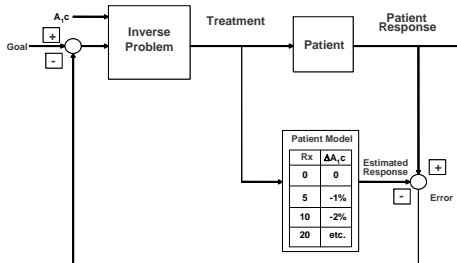 A₁c
Goal
+
-
Inverse
Problem
Treatment
Patient
Patient
Response
Patient Model
Rx ΔA₁c
0 0
5 -1%
10 -2%
20 etc.
Estimated
Response
+
-
Error